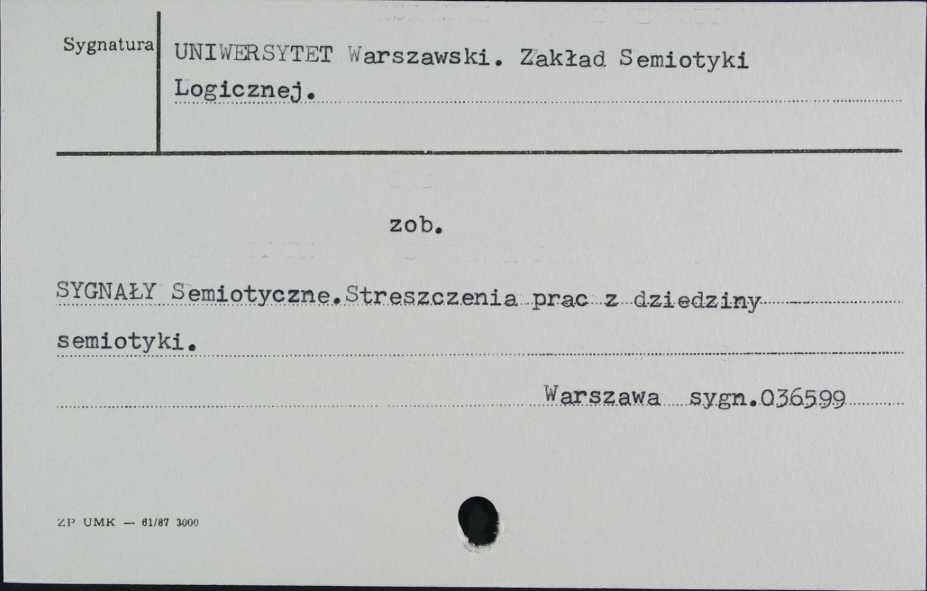 Sygnatura
UNIWERSYTET Warszawski. Zakład Semiotyki
Logicznej.
zob.
SYGNAŁY Semiotyczne.Streszczenia prac z dziedziny
semiotyki.
Warszawa sygn.036599
ZP UMK — 61/87 3000